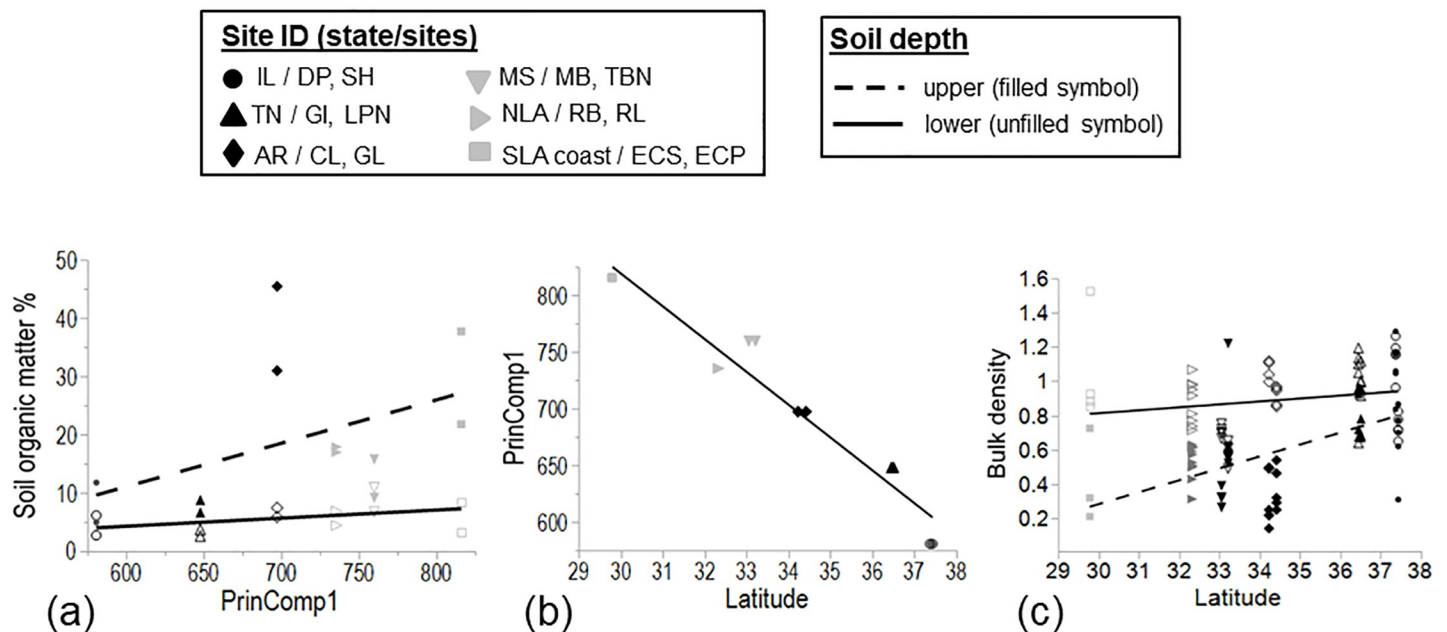 Site ID (state/sites)
IL / DP, SH
MS / MB, TBN
TN / GI, LPN
NLA / RB, RL
AR / CL, GL
SLA coast / ECS, ECP
Soil depth
upper (filled symbol)
lower (unfilled symbol)
Soil organic matter %
50
40
30
20
10
0
600 650 700 750 800
PrinComp1
(a)
PrinComp1
800
750
700
650
600
29 30 31 32 33 34 35 36 37 38
Latitude
(b)
Bulk density
1.6
1.4
1.2
1
0.8
0.6
0.4
0.2
29 30 31 32 33 34 35 36 37 38
Latitude
(c)